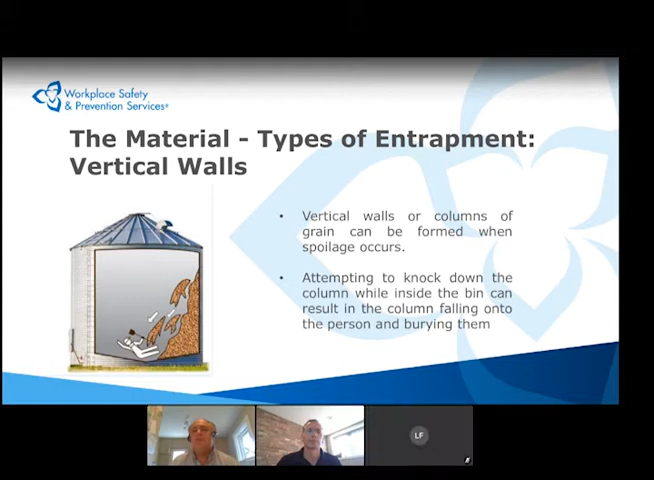 Workplace Safety
& Prevention Services
The Material - Types of Entrapment:
Vertical Walls
• Vertical walls or columns of
grain can be formed when
spoilage occurs.
• Attempting to knock down the
column while inside the bin can
result in the column falling onto
the person and burying them
LF